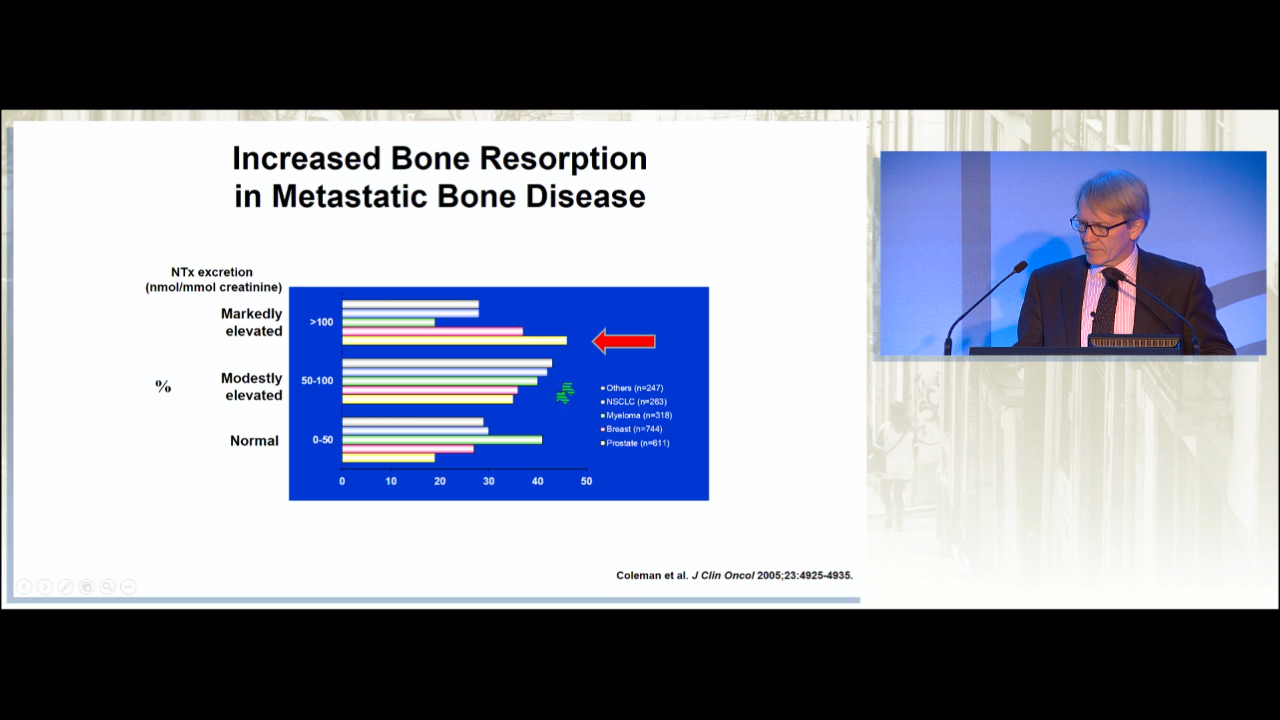 Increased Bone Resorption
in Metastatic Bone Disease
NTx excretion
(nmol/mmol creatinine)
Markedly
elevated
>100
%
Modestly
elevated
50-100
Normal
0-50
0 10 20 30 40 50
Others (n=247)
NSCLC (n=263)
Myeloma (n=318)
Breast (n=744)
Prostate (n=611)
Coleman et al. J Clin Oncol 2005;23:4925-4935.